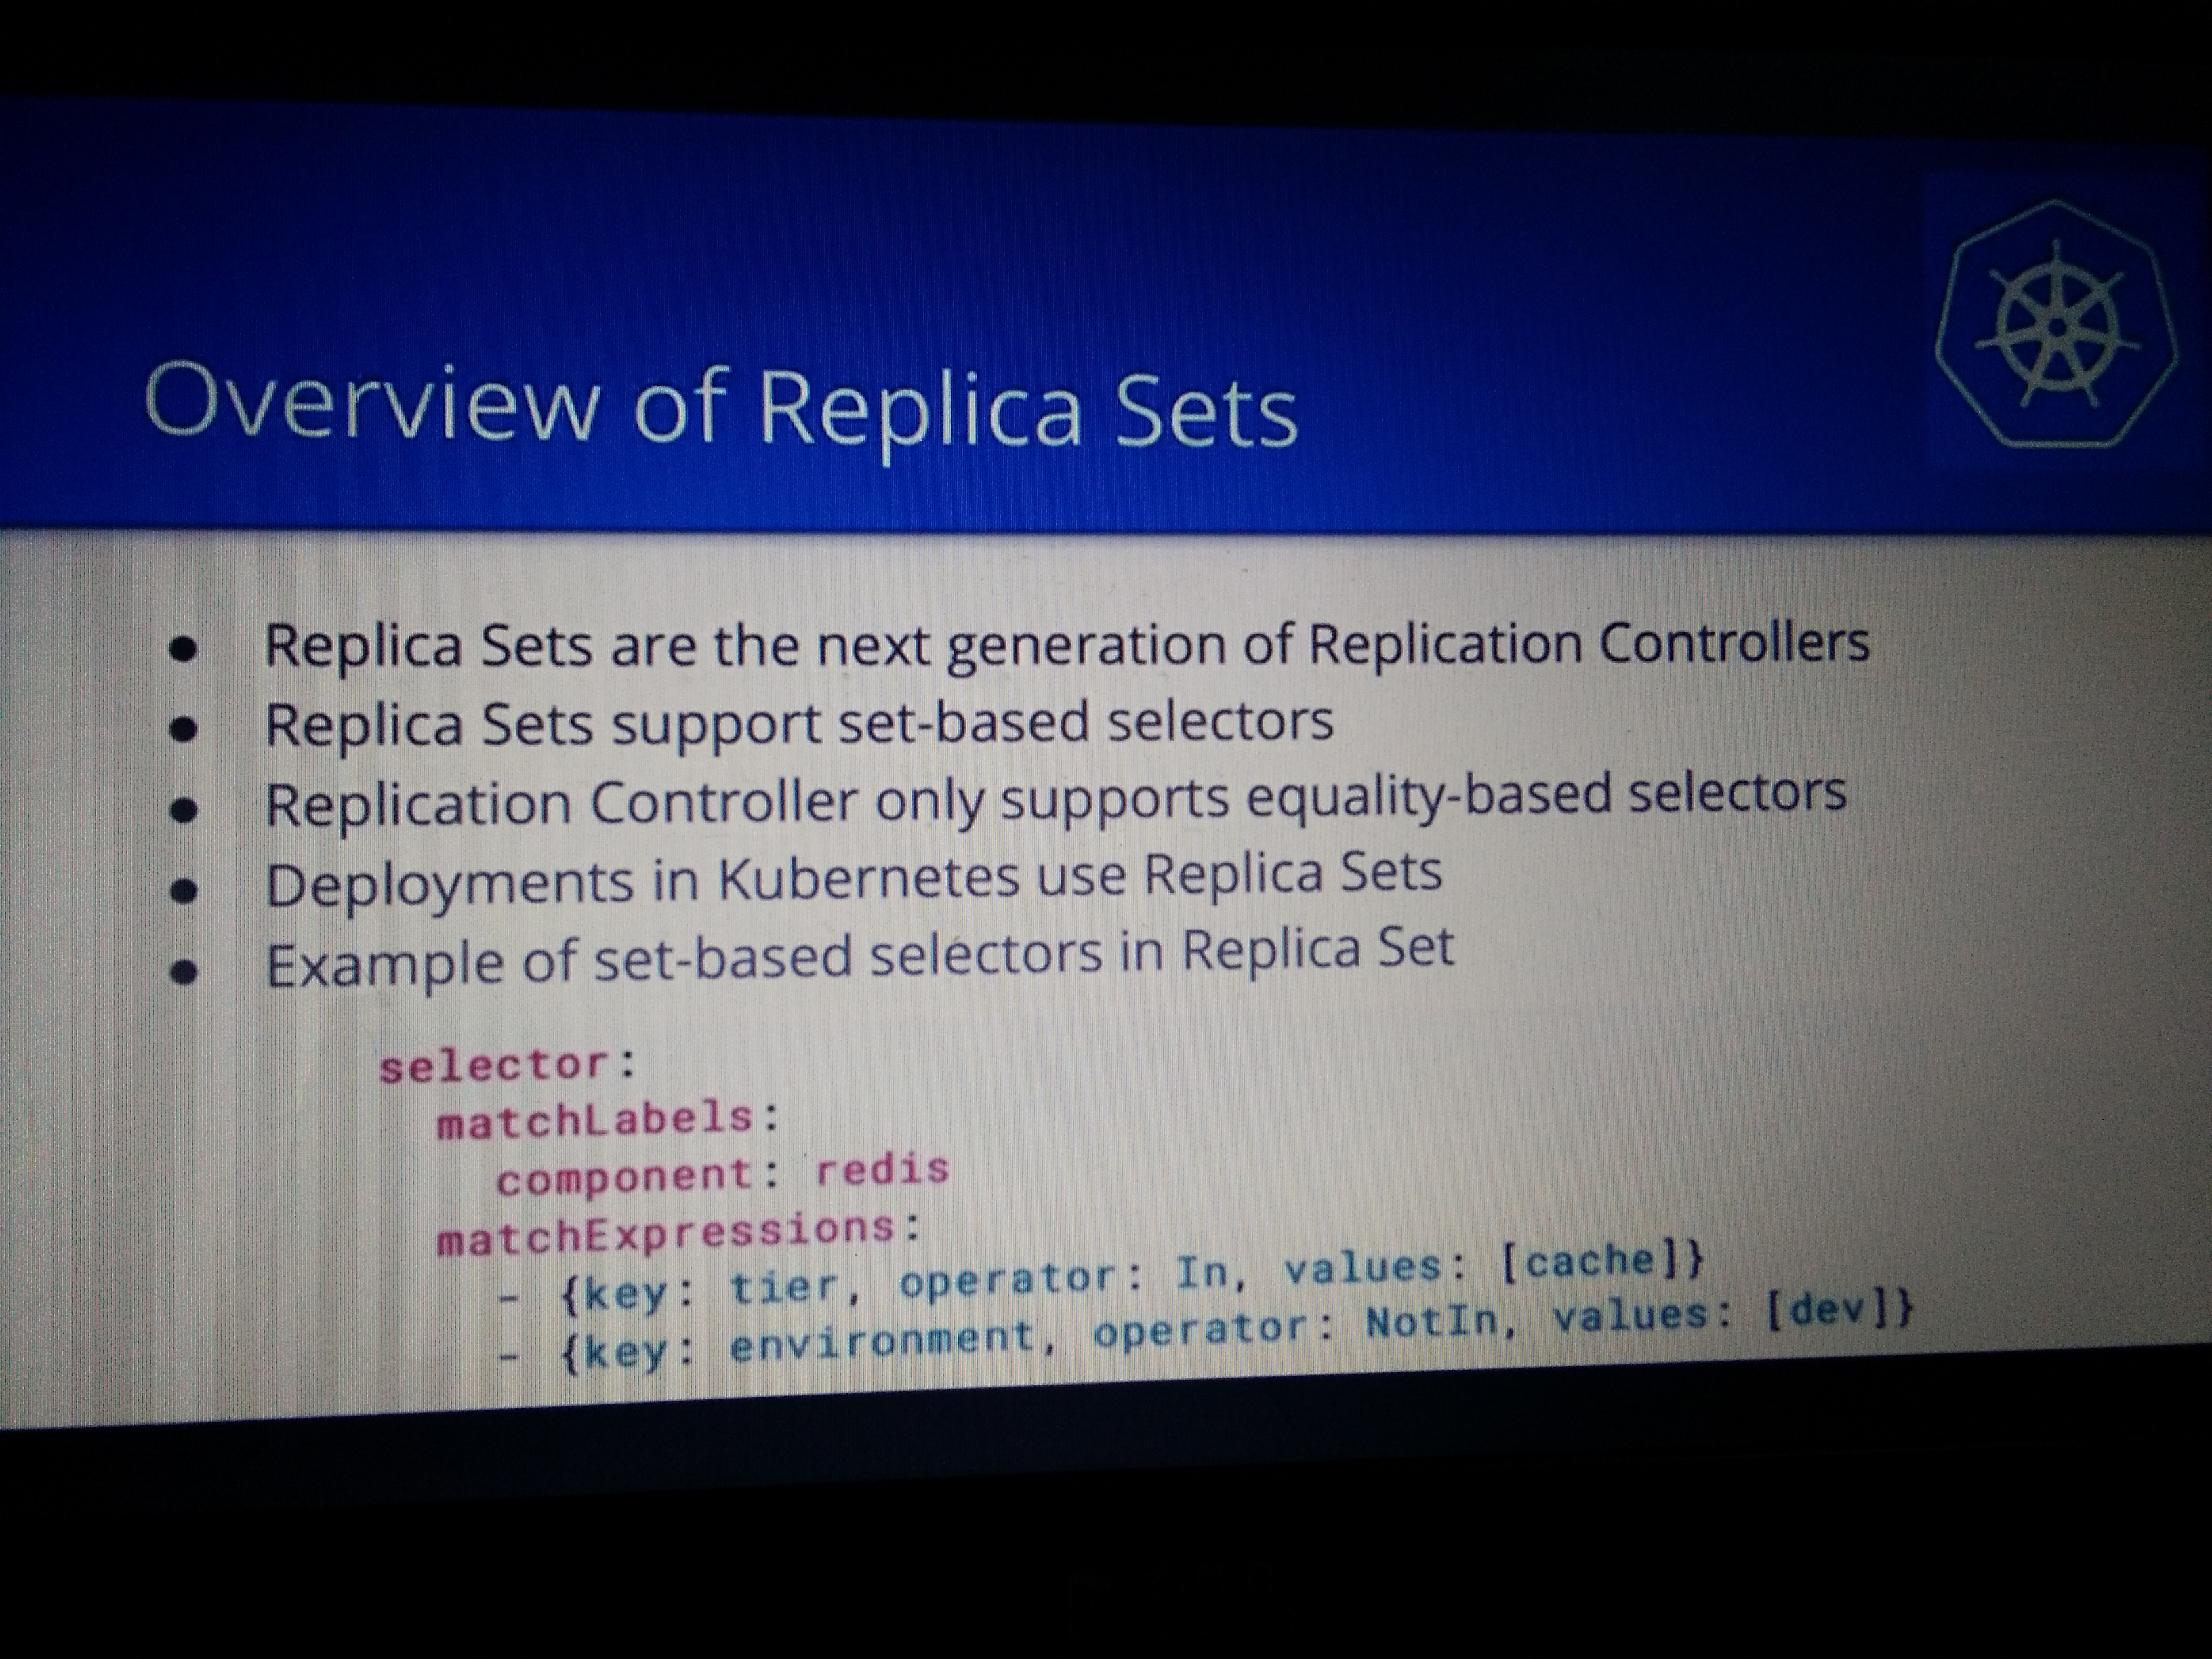 Overview of Replica Sets
● Replica Sets are the next generation of Replication Controllers
● Replica Sets support set-based selectors
● Replication Controller only supports equality-based selectors
● Deployments in Kubernetes use Replica Sets
● Example of set-based selectors in Replica Set
selector:
  matchLabels:
    component: redis
  matchExpressions:
    - {key: tier, operator: In, values: [cache]}
    - {key: environment, operator: NotIn, values: [dev]}